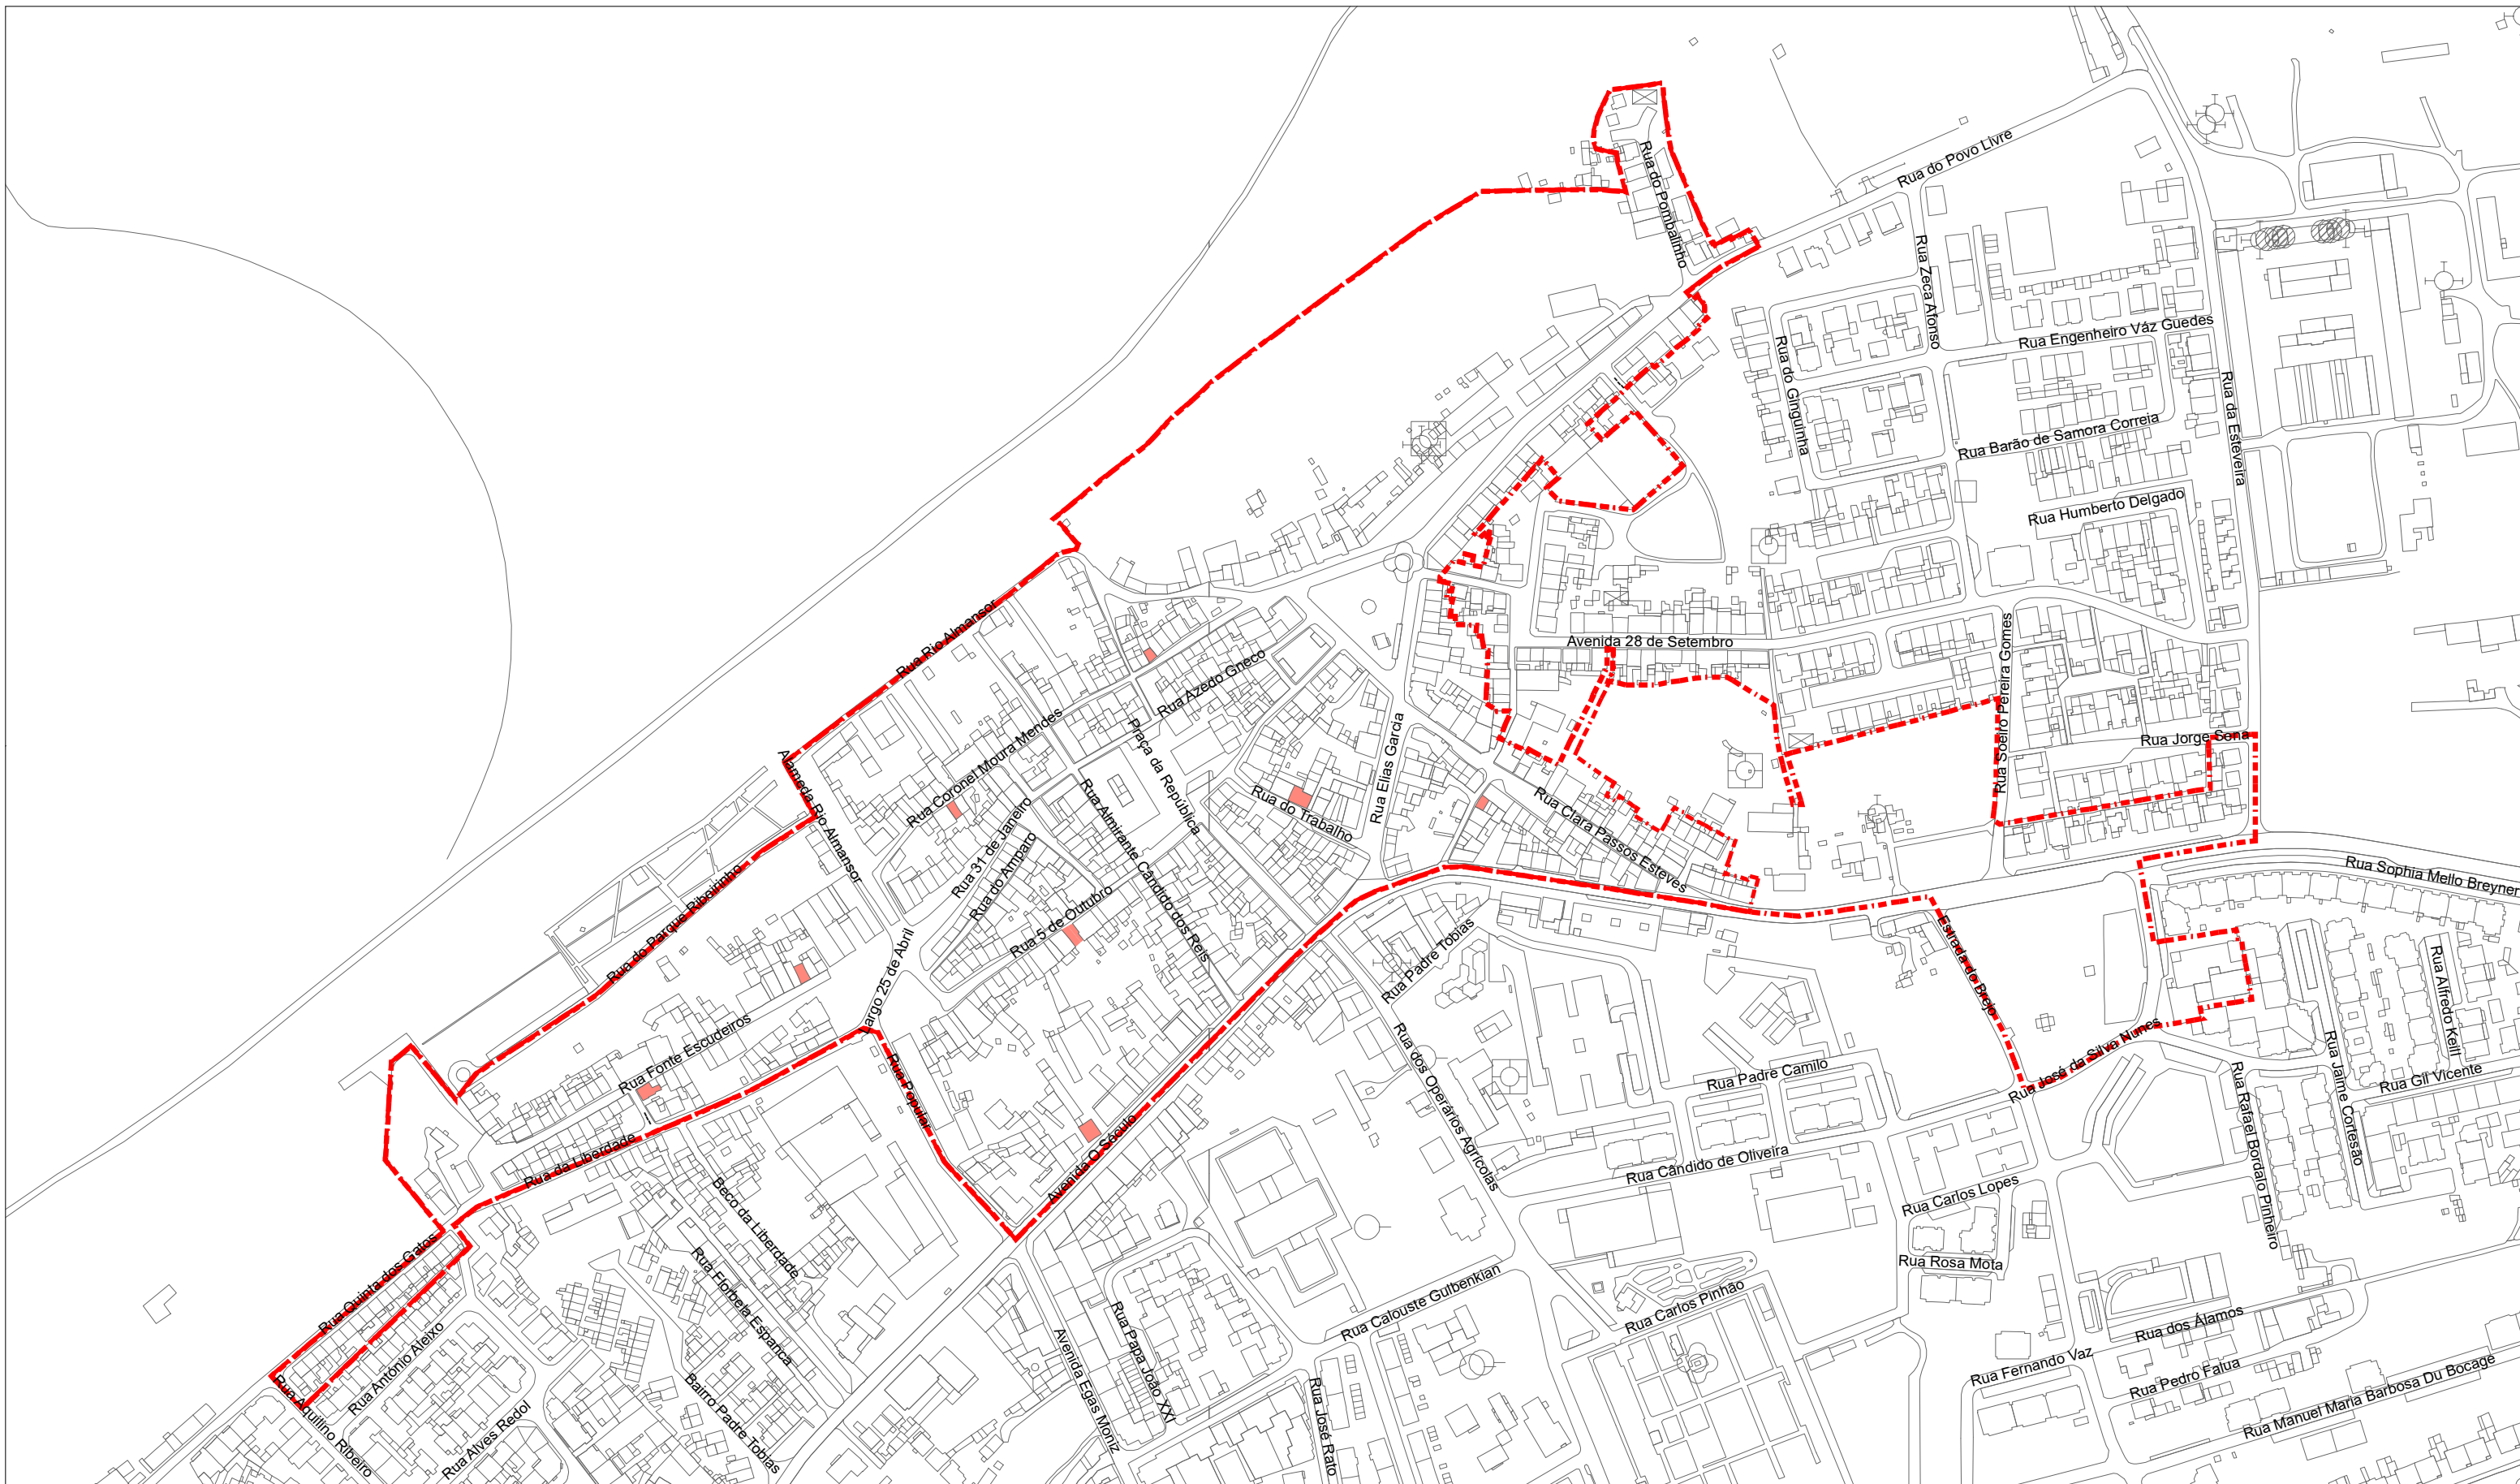 Rua do Povo Livre
Rua do Pombalinho
Rua Zeca Afonso
Rua Engenheiro Váz Guedes
Rua do Ginguinha
Rua da Esteveira
Rua Barão de Samora Correia
Rua Humberto Delgado
Rua Rio Almansor
Avenida 28 de Setembro
Rua Soeiro Pereira Gomes
Rua Azedo Gneco
Rua Jorge Sena
Rua Coronel Moura Mendes
Praça da República
Rua Elias Garcia
Alameda Rio Almansor
Rua do Trabalho
Rua Clara Passos Esteves
Rua 31 de Janeiro
Rua do Amparo
Rua Almirante Cândido dos Reis
Rua Sophia Mello Breyner
Rua 5 de Outubro
Rua do Parque Ribeirinho
Largo 25 de Abril
Rua Padre Tobias
Estrada do Brejo
Rua Alfredo Keill
Rua Fonte Escudeiros
Rua Popular
Rua dos Operários Agrícolas
Rua Padre Camilo
Rua José da Silva Nunes
Rua Jaime Cortesão
Rua Gil Vicente
Rua Rafael Bordalo Pinheiro
Rua da Liberdade
Avenida O Século
Rua Cândido de Oliveira
Rua Carlos Lopes
Beco da Liberdade
Rua Quinta dos Gatos
Rua Florbela Espanca
Rua Rosa Mota
Rua Calouste Gulbenkian
Rua Carlos Pinhão
Rua António Aleixo
Rua dos Álamos
Rua Papa João XXI
Avenida Egas Moniz
Rua Fernando Vaz
Rua Pedro Falua
Rua Manuel Maria Barbosa Du Bocage
Rua Aquilino Ribeiro
Rua Alves Redol
Bairro Padre Tobias
Rua José Rato